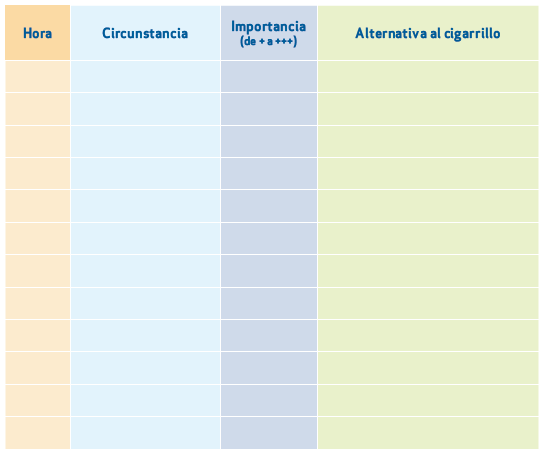 Hora
Circunstancia
Importancia
(de + a +++)
Alternativa al cigarrillo